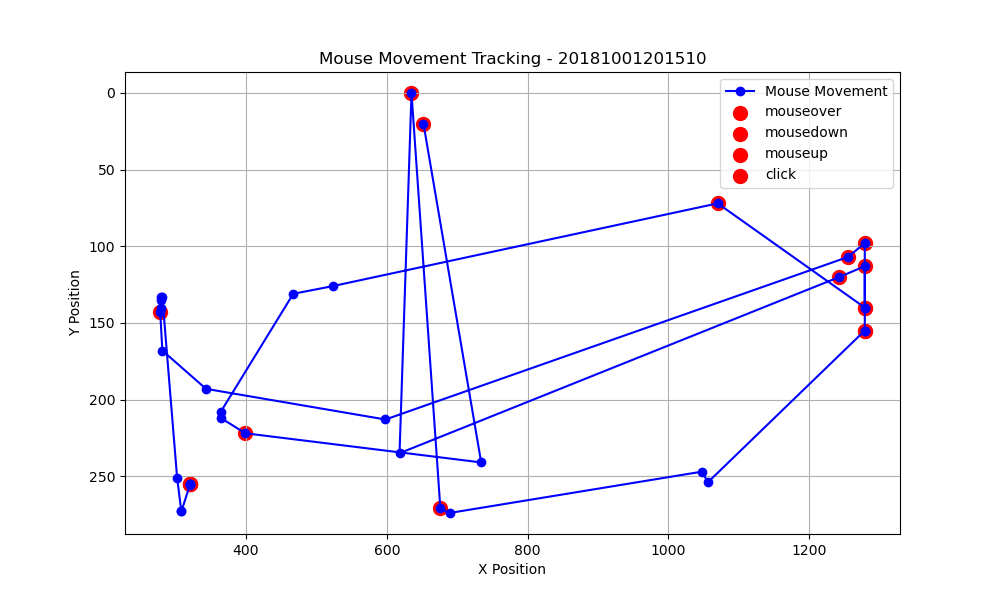 Mouse Movement Tracking - 20181001201510
Mouse Movement
mouseover
mousedown
mouseup
click
0
50
100
150
200
250
Y Position
400
600
800
1000
1200
X Position